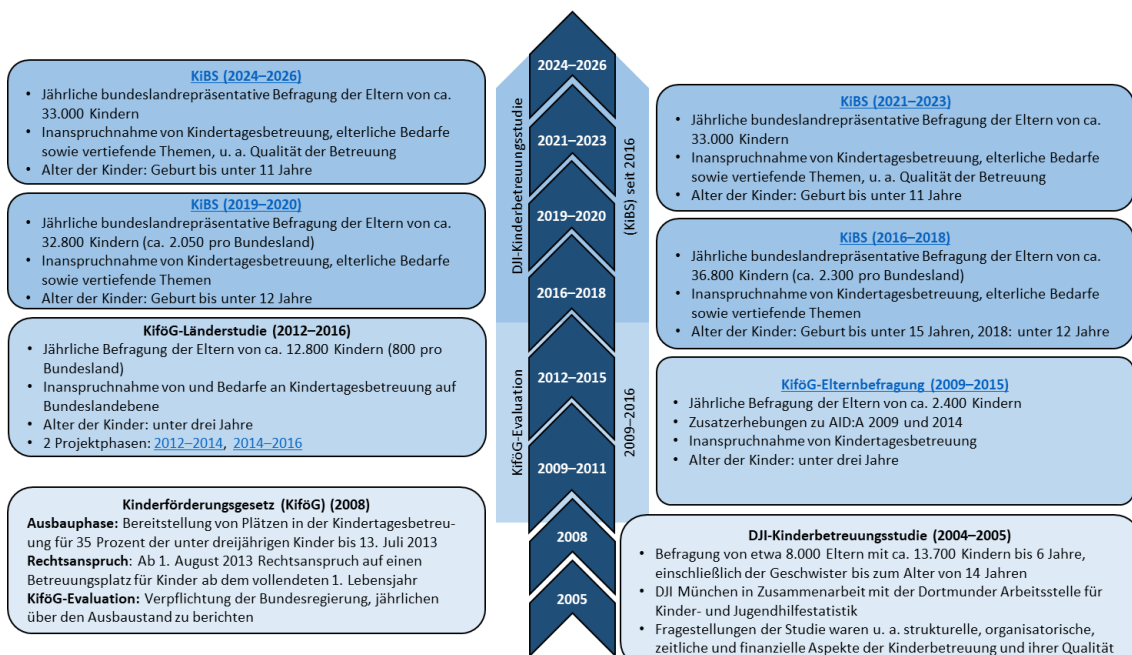 KiBS (2024–2026)
• Jährliche bundeslandrepräsentative Befragung der Eltern von ca.
33.000 Kindern
• Inanspruchnahme von Kindertagesbetreuung, elterliche Bedarfe
sowie vertiefende Themen, u. a. Qualität der Betreuung
• Alter der Kinder: Geburt bis unter 11 Jahre
KiBS (2019–2020)
• Jährliche bundeslandrepräsentative Befragung der Eltern von ca.
32.800 Kindern (ca. 2.050 pro Bundesland)
• Inanspruchnahme von Kindertagesbetreuung, elterliche Bedarfe
sowie vertiefende Themen
• Alter der Kinder: Geburt bis unter 12 Jahre
KiföG-Länderstudie (2012–2016)
• Jährliche Befragung der Eltern von ca. 12.800 Kindern (800 pro
Bundesland)
• Inanspruchnahme von und Bedarfe an Kindertagesbetreuung auf
Bundeslandebene
• Alter der Kinder: unter drei Jahre
• 2 Projektphasen: 2012–2014, 2014–2016
Kinderförderungsgesetz (KiföG) (2008)
Ausbauphase: Bereitstellung von Plätzen in der Kindertagesbetreu-
ung für 35 Prozent der unter dreijährigen Kinder bis 13. Juli 2013
Rechtsanspruch: Ab 1. August 2013 Rechtsanspruch auf einen
Betreuungsplatz für Kinder ab dem vollendeten 1. Lebensjahr
KiföG-Evaluation: Verpflichtung der Bundesregierung, jährlichen
über den Ausbaustand zu berichten
DJI-Kinderbetreuungsstudie
(KiBS) seit 2016
KiföG-Evaluation
2009–2016
2024–2026
2021–2023
2019–2020
2016–2018
2012–2015
2009–2011
2008
2005
KiBS (2021–2023)
• Jährliche bundeslandrepräsentative Befragung der Eltern von ca.
33.000 Kindern
• Inanspruchnahme von Kindertagesbetreuung, elterliche Bedarfe
sowie vertiefende Themen, u. a. Qualität der Betreuung
• Alter der Kinder: Geburt bis unter 11 Jahre
KiBS (2016–2018)
• Jährliche bundeslandrepräsentative Befragung der Eltern von ca.
36.800 Kindern (ca. 2.300 pro Bundesland)
• Inanspruchnahme von Kindertagesbetreuung, elterliche Bedarfe
sowie vertiefende Themen
• Alter der Kinder: Geburt bis unter 15 Jahren, 2018: unter 12 Jahre
KiföG-Elternbefragung (2009–2015)
• Jährliche Befragung der Eltern von ca. 2.400 Kindern
• Zusatzerhebungen zu AID:A 2009 und 2014
• Inanspruchnahme von Kindertagesbetreuung
• Alter der Kinder: unter drei Jahre
DJI-Kinderbetreuungsstudie (2004–2005)
• Befragung von etwa 8.000 Eltern mit ca. 13.700 Kindern bis 6 Jahre,
einschließlich der Geschwister bis zum Alter von 14 Jahren
• DJI München in Zusammenarbeit mit der Dortmunder Arbeitsstelle für
Kinder- und Jugendhilfestatistik
• Fragestellungen der Studie waren u. a. strukturelle, organisatorische,
zeitliche und finanzielle Aspekte der Kinderbetreuung und ihrer Qualität